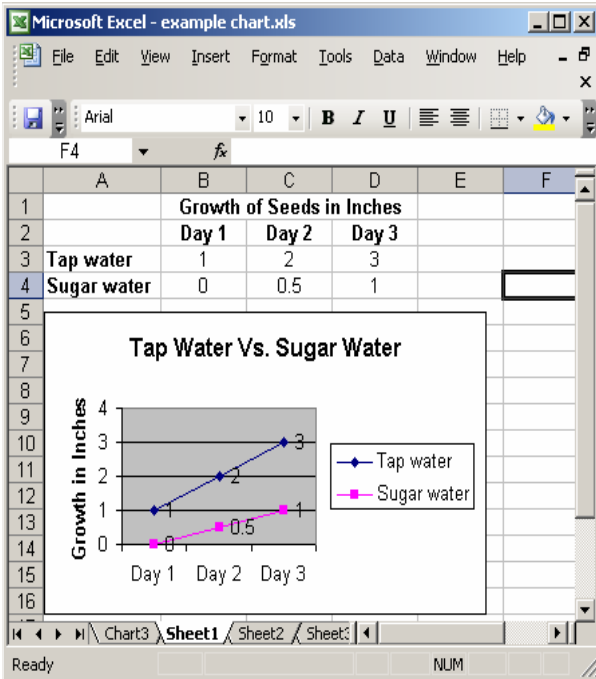 Microsoft Excel - example chart.xls
File Edit View Insert Format Tools Data Window Help
Arial 10 B I U
F4 fx
A B C D E F
1 Growth of Seeds in Inches
2 Day 1 Day 2 Day 3
3 Tap water 1 2 3
4 Sugar water 0 0.5 1
5
6
7
8
9
10
11
12
13
14
15
16
Tap Water Vs. Sugar Water
Growth in Inches
4
3
2
1
0
3
2
1
1
0.5
0
Day 1 Day 2 Day 3
Tap water
Sugar water
Chart3 Sheet1 Sheet2 Sheet
Ready NUM